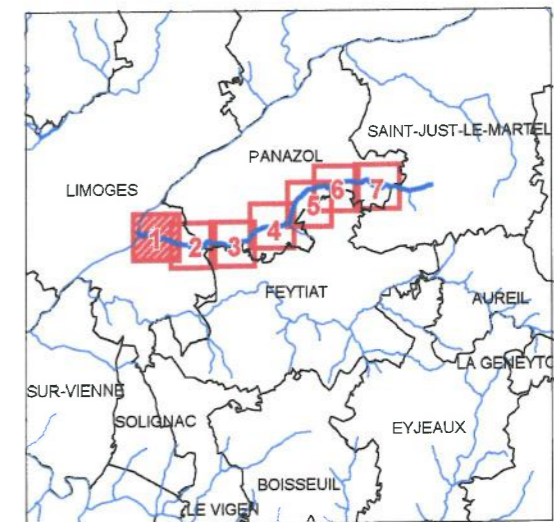 SAINT-JUST-LE-MARTEL
PANAZOL
LIMOGES
1
2
3
4
5
6
7
FEYTIAT
AUREIL
LA GENEYTO
SUR-VIENNE
SOLIGNAC
EYJEAUX
BOISSEUIL
LE VIGEN